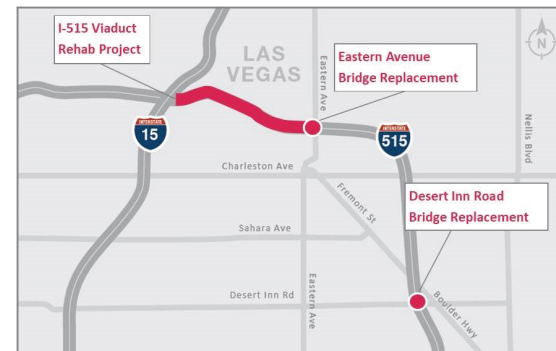 I-515 Viaduct
Rehab Project
LAS
VEGAS
Eastern Ave
Eastern Avenue
Bridge Replacement
N
Nellis Blvd
INTERSTATE
15
INTERSTATE
515
Charleston Ave
Fremont St
Desert Inn Road
Bridge Replacement
Sahara Ave
Eastern Ave
Desert Inn Rd
Boulder Hwy